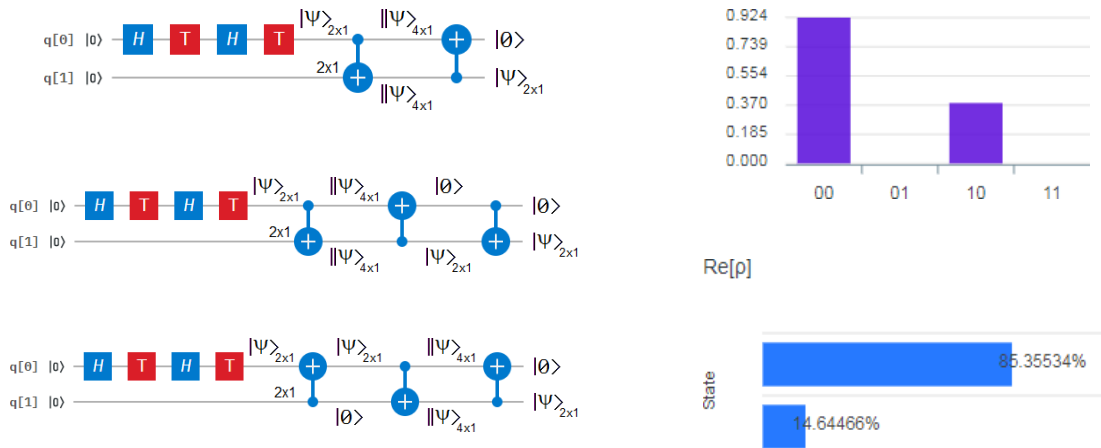 |Ψ⟩2x1 ‖Ψ⟩4x1
q[0] |0⟩ H T H T |0⟩
q[1] |0⟩ 2x1 + ‖Ψ⟩4x1 + |Ψ⟩2x1
|Ψ⟩2x1 ‖Ψ⟩4x1 |0⟩
q[0] |0⟩ H T H T + |0⟩
q[1] |0⟩ 2x1 + ‖Ψ⟩4x1 |Ψ⟩2x1 + |Ψ⟩2x1
|Ψ⟩2x1 |Ψ⟩2x1 ‖Ψ⟩4x1
q[0] |0⟩ H T H T + + |0⟩
q[1] |0⟩ 2x1 |0⟩ + ‖Ψ⟩4x1 |Ψ⟩2x1
0.924
0.739
0.554
0.370
0.185
0.000
00 01 10 11
Re[ρ]
State
85.35534%
14.64466%